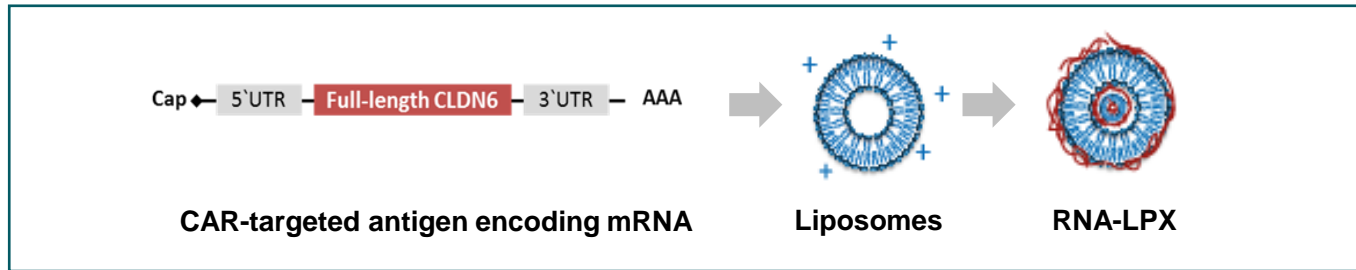 Cap 5`UTR Full-length CLDN6 3`UTR AAA
+ + + + +
CAR-targeted antigen encoding mRNA Liposomes RNA-LPX